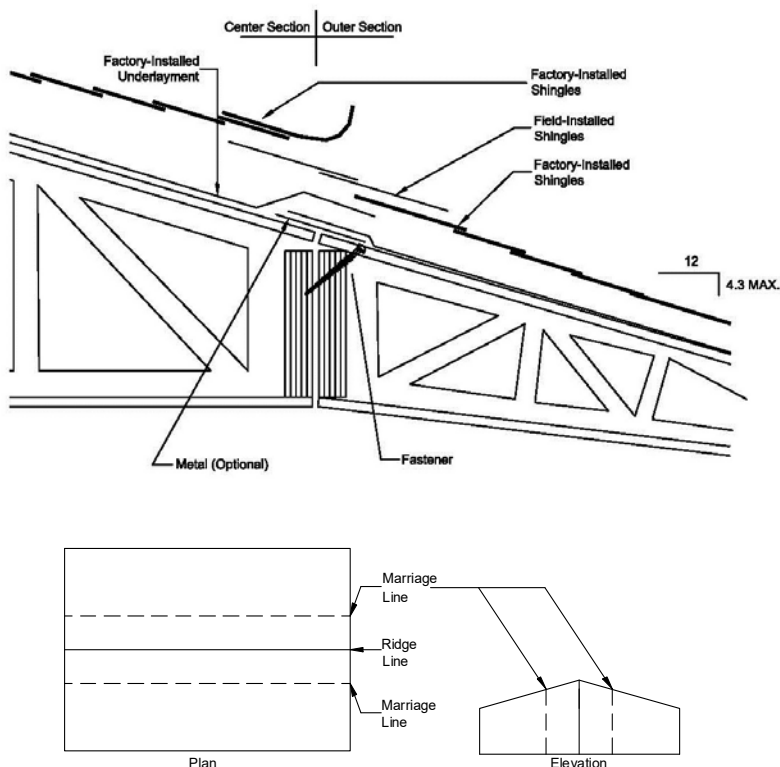 Center Section
Outer Section
Factory-Installed
Underlayment
Factory-Installed
Shingles
Field-Installed
Shingles
Factory-Installed
Shingles
12
4.3 MAX.
Metal (Optional)
Fastener
Marriage
Line
Ridge
Line
Marriage
Line
Plan
Elevation